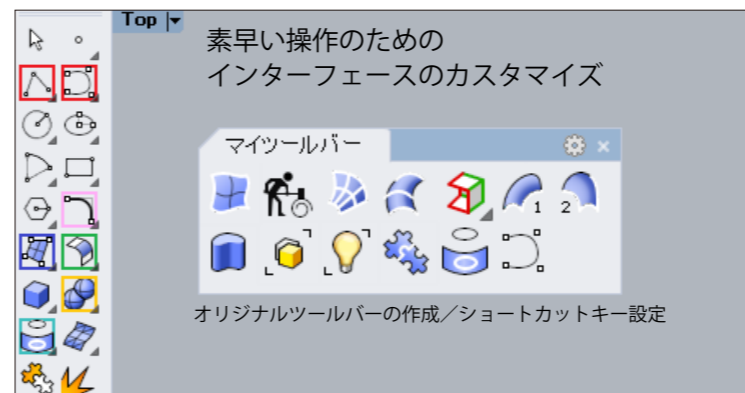 Top
素早い操作のための
インターフェースのカスタマイズ
マイツールバー
1
2
オリジナルツールバーの作成／ショートカットキー設定